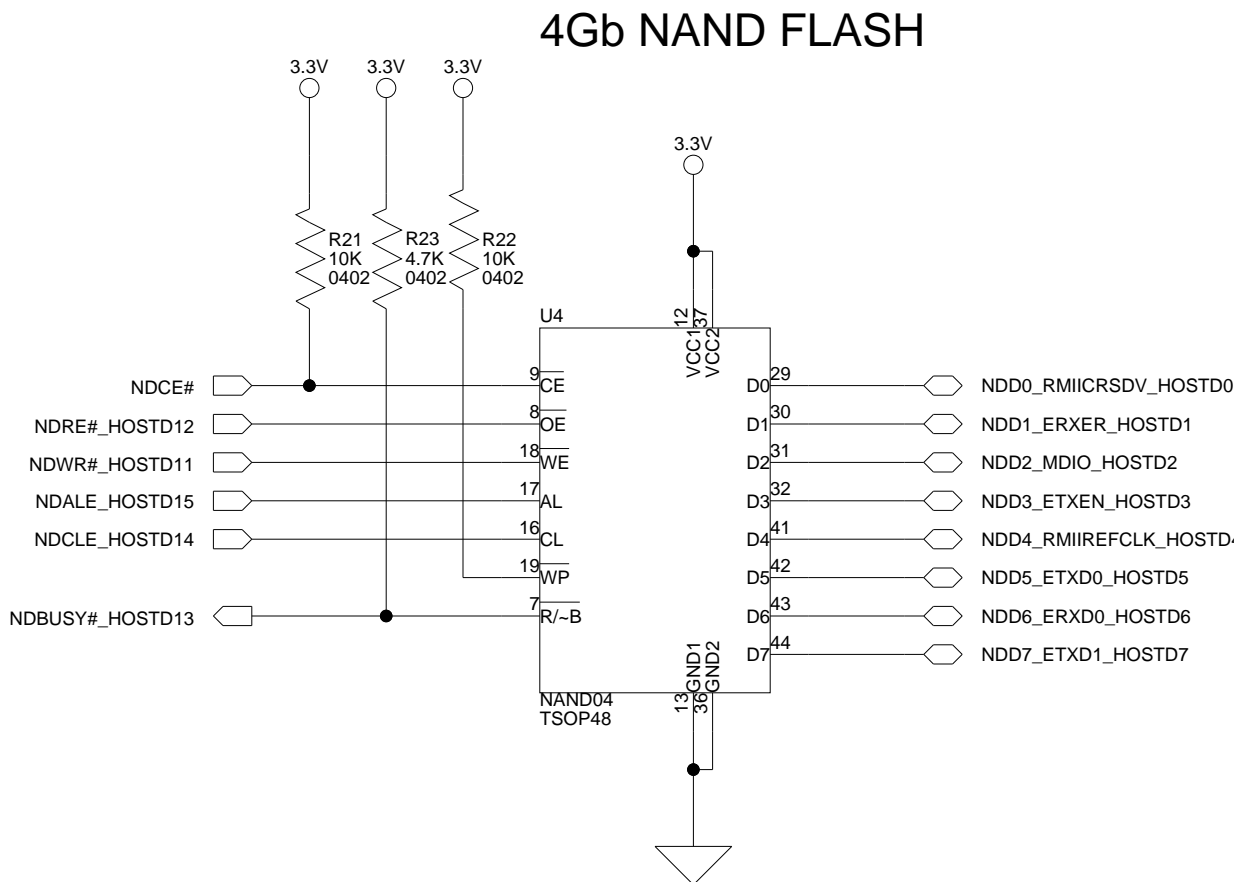 4Gb NAND FLASH
3.3V
3.3V
3.3V
3.3V
R21
10K
0402
R23
4.7K
0402
R22
10K
0402
U4
12
37
VCC1
VCC2
NDCE#
9
CE
D0
29
NDD0_RMIICRSDV_HOSTD0
NDRE#_HOSTD12
8
OE
D1
30
NDD1_ERXER_HOSTD1
NDWR#_HOSTD11
18
WE
D2
31
NDD2_MDIO_HOSTD2
NDALE_HOSTD15
17
AL
D3
32
NDD3_ETXEN_HOSTD3
NDCLE_HOSTD14
16
CL
D4
41
NDD4_RMIIREFCLK_HOSTD4
19
WP
D5
42
NDD5_ETXD0_HOSTD5
NDBUSY#_HOSTD13
7
R/~B
D6
43
NDD6_ERXD0_HOSTD6
D7
44
NDD7_ETXD1_HOSTD7
GND1
GND2
13
36
NAND04
TSOP48